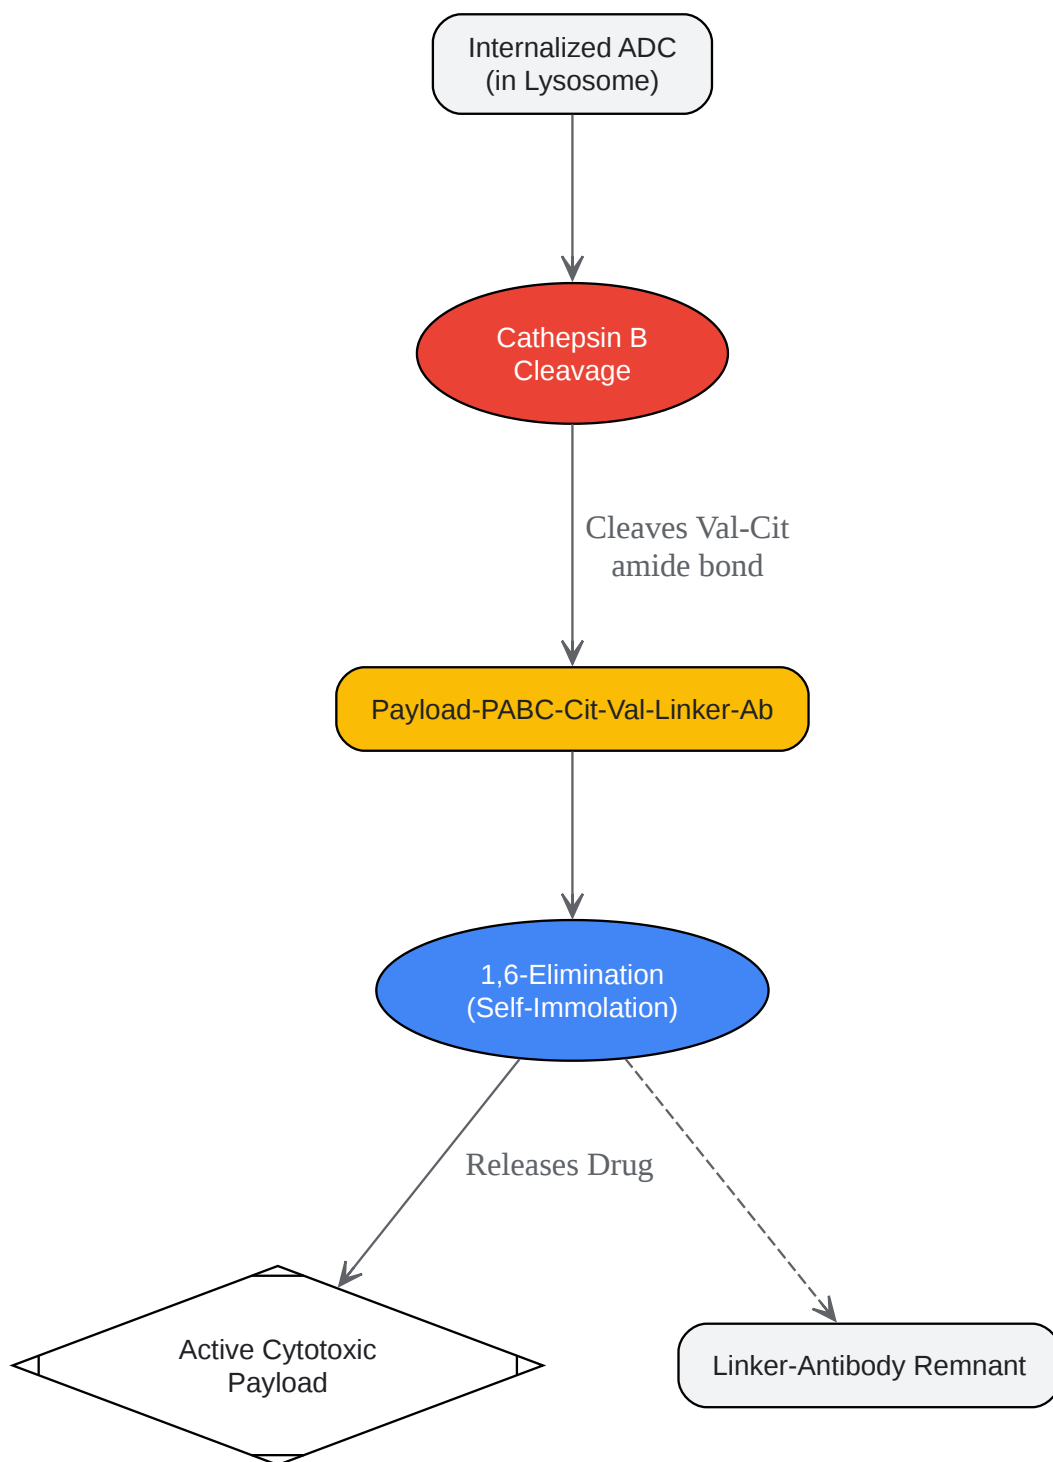 Internalized ADC
(in Lysosome)
Cathepsin B
Cleavage
Cleaves Val-Cit
amide bond
Payload-PABC-Cit-Val-Linker-Ab
1,6-Elimination
(Self-Immolation)
Releases Drug
Active Cytotoxic
Payload
Linker-Antibody Remnant